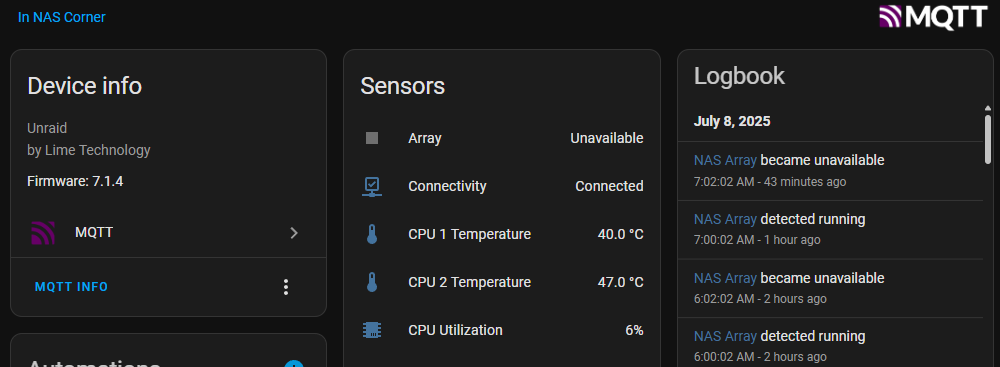 In NAS Corner
MQTT
Device info
Unraid
by Lime Technology
Firmware: 7.1.4
MQTT
MQTT INFO
Automations
Sensors
Array Unavailable
Connectivity Connected
CPU 1 Temperature 40.0 °C
CPU 2 Temperature 47.0 °C
CPU Utilization 6%
Logbook
July 8, 2025
NAS Array became unavailable
7:02:02 AM - 43 minutes ago
NAS Array detected running
7:00:02 AM - 1 hour ago
NAS Array became unavailable
6:02:02 AM - 2 hours ago
NAS Array detected running
6:00:02 AM - 2 hours ago